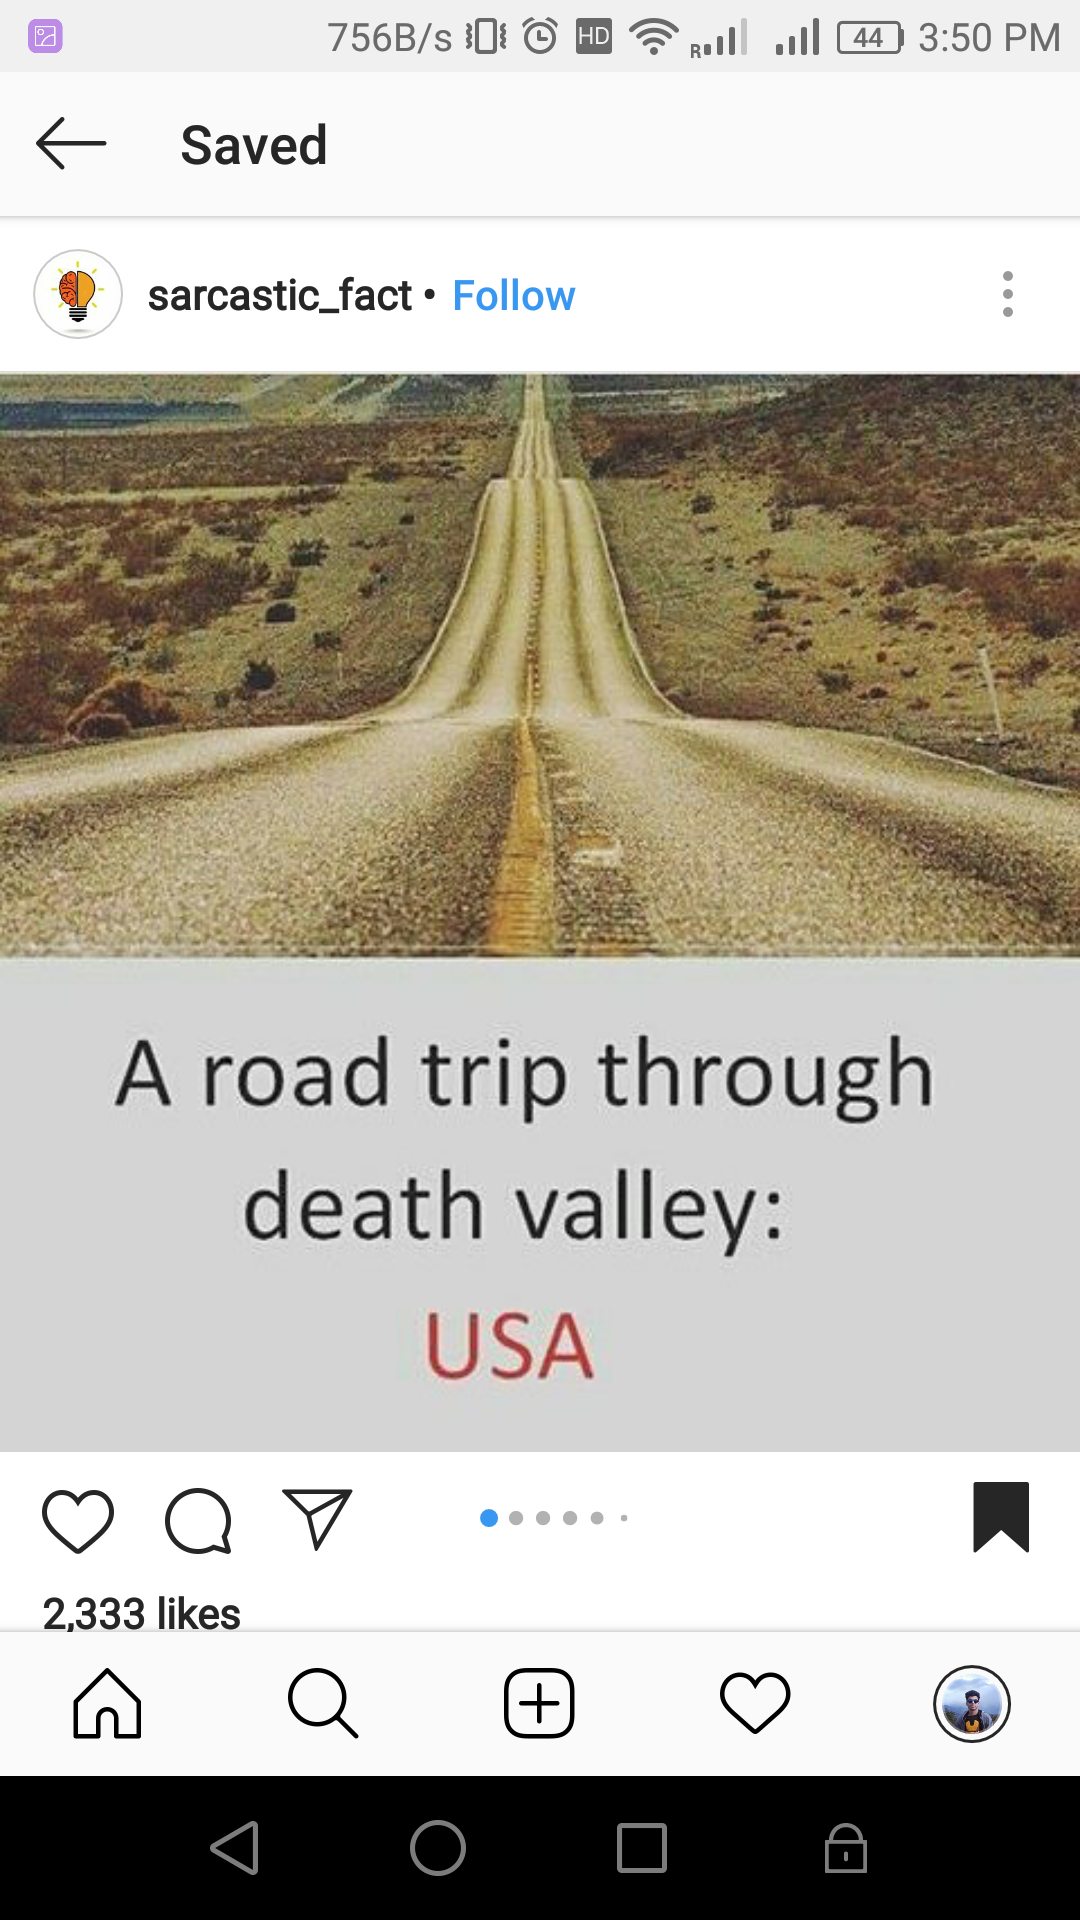 756B/s HD R 44 3:50 PM
Saved
sarcastic_fact • Follow
A road trip through
death valley:
USA
2,333 likes